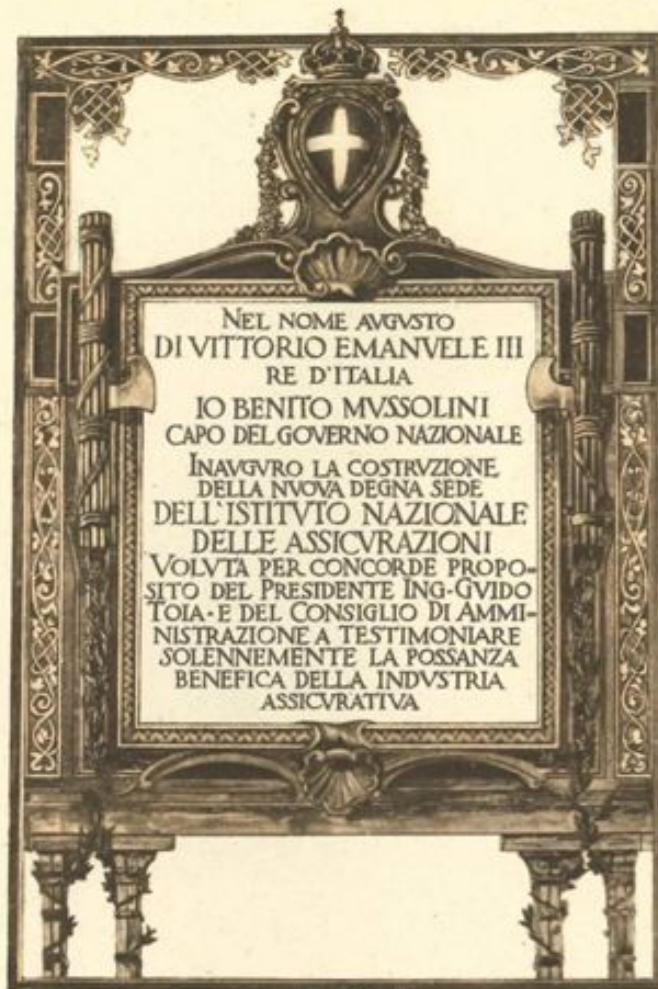 NEL NOME AVGVSTO
DI VITTORIO EMANVELE III
RE D'ITALIA
IO BENITO MVSSOLINI
CAPO DEL GOVERNO NAZIONALE
INAVGVRO LA COSTRVZIONE
DELLA NVOVA DEGNA SEDE
DELL'ISTITVTO NAZIONALE
DELLE ASSICVRAZIONI
VOLVTA PER CONCORDE PROPO-
SITO DEL PRESIDENTE ING·GVIDO
TOIA·E DEL CONSIGLIO DI AMMI-
NISTRAZIONE A TESTIMONIARE
SOLENNEMENTE LA POSSANZA
BENEFICA DELLA INDVSTRIA
ASSICVRATIVA